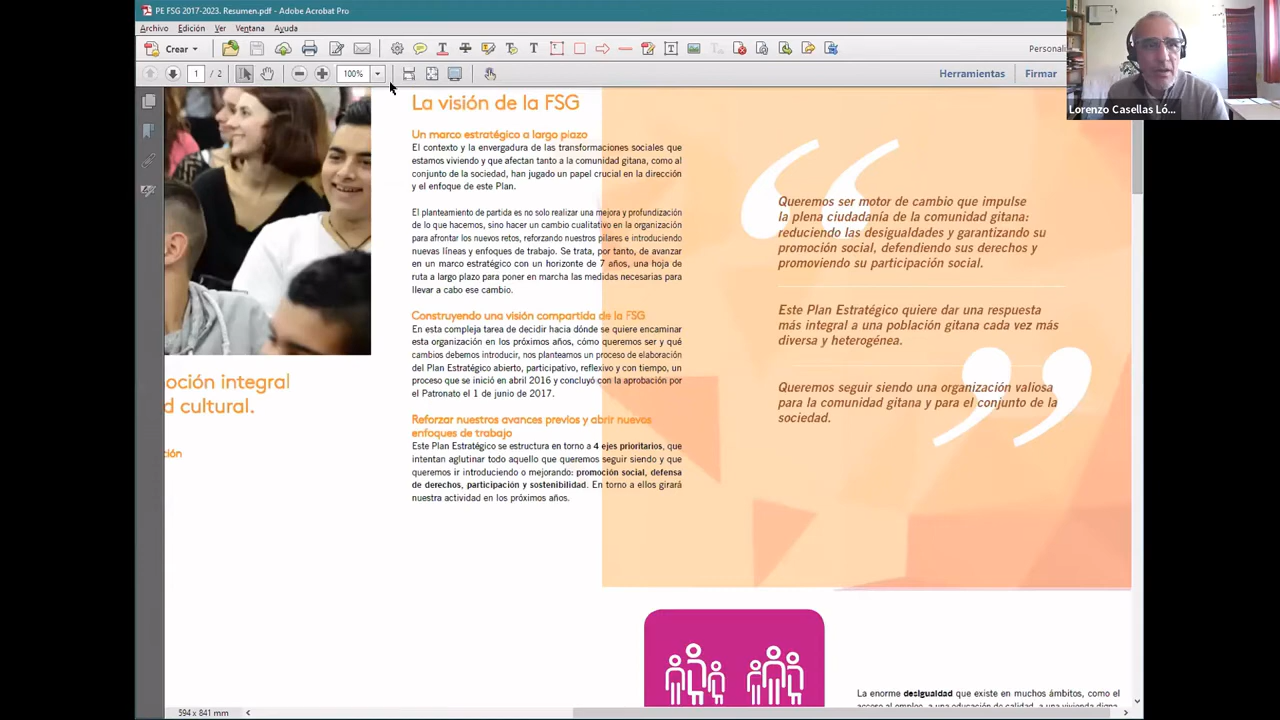 PE FSG 2017-2023. Resumen.pdf - Adobe Acrobat Pro
Archivo Edición Ver Ventana Ayuda
Crear
Personali
1 / 2
100%
Herramientas Firmar
Lorenzo Casellas Ló...
La visión de la FSG
Un marco estratégico a largo plazo
El contexto y la envergadura de las transformaciones sociales que
estamos viviendo y que afectan tanto a la comunidad gitana, como al
conjunto de la sociedad, han jugado un papel crucial en la dirección
y el enfoque de este Plan.
El planteamiento de partida es no solo realizar una mejora y profundización
de lo que hacemos, sino hacer un cambio cualitativo en la organización
para afrontar los nuevos retos, reforzando nuestros pilares e introduciendo
nuevas líneas y enfoques de trabajo. Se trata, por tanto, de avanzar
en un marco estratégico con un horizonte de 7 años, una hoja de
ruta a largo plazo para poner en marcha las medidas necesarias para
llevar a cabo ese cambio.
Construyendo una visión compartida de la FSG
En esta compleja tarea de decidir hacia dónde se quiere encaminar
esta organización en los próximos años, cómo queremos ser y qué
cambios debemos introducir, nos planteamos un proceso de elaboración
del Plan Estratégico abierto, participativo, reflexivo y con tiempo, un
proceso que se inició en abril 2016 y concluyó con la aprobación por
el Patronato el 1 de junio de 2017.
Reforzar nuestros avances previos y abrir nuevos
enfoques de trabajo
Este Plan Estratégico se estructura en torno a 4 ejes prioritarios, que
intentan aglutinar todo aquello que queremos seguir siendo y que
queremos ir introduciendo o mejorando: promoción social, defensa
de derechos, participación y sostenibilidad. En torno a ellos girará
nuestra actividad en los próximos años.
oción integral
d cultural.
ción
Queremos ser motor de cambio que impulse
la plena ciudadanía de la comunidad gitana:
reduciendo las desigualdades y garantizando su
promoción social, defendiendo sus derechos y
promoviendo su participación social.
Este Plan Estratégico quiere dar una respuesta
más integral a una población gitana cada vez más
diversa y heterogénea.
Queremos seguir siendo una organización valiosa
para la comunidad gitana y para el conjunto de la
sociedad.
La enorme desigualdad que existe en muchos ámbitos, como el
acceso al empleo, a una educación de calidad, a una vivienda digna,
594 x 841 mm